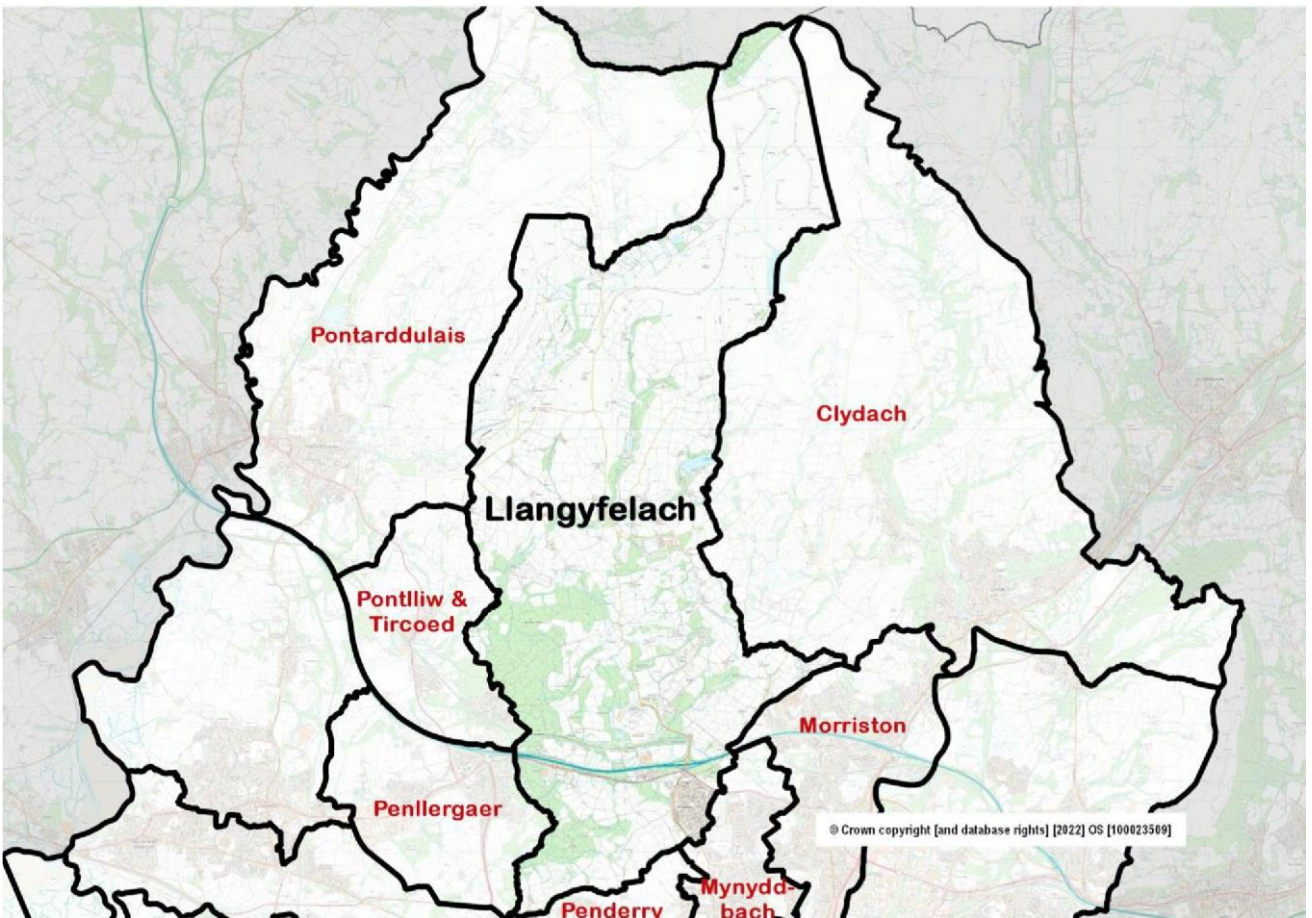 Pontarddulais
Clydach
Llangyfelach
Pontlliw &
Tircoed
Morriston
Penllergaer
© Crown copyright [and database rights] [2022] OS [100023509]
Mynydd-
bach
Penderry